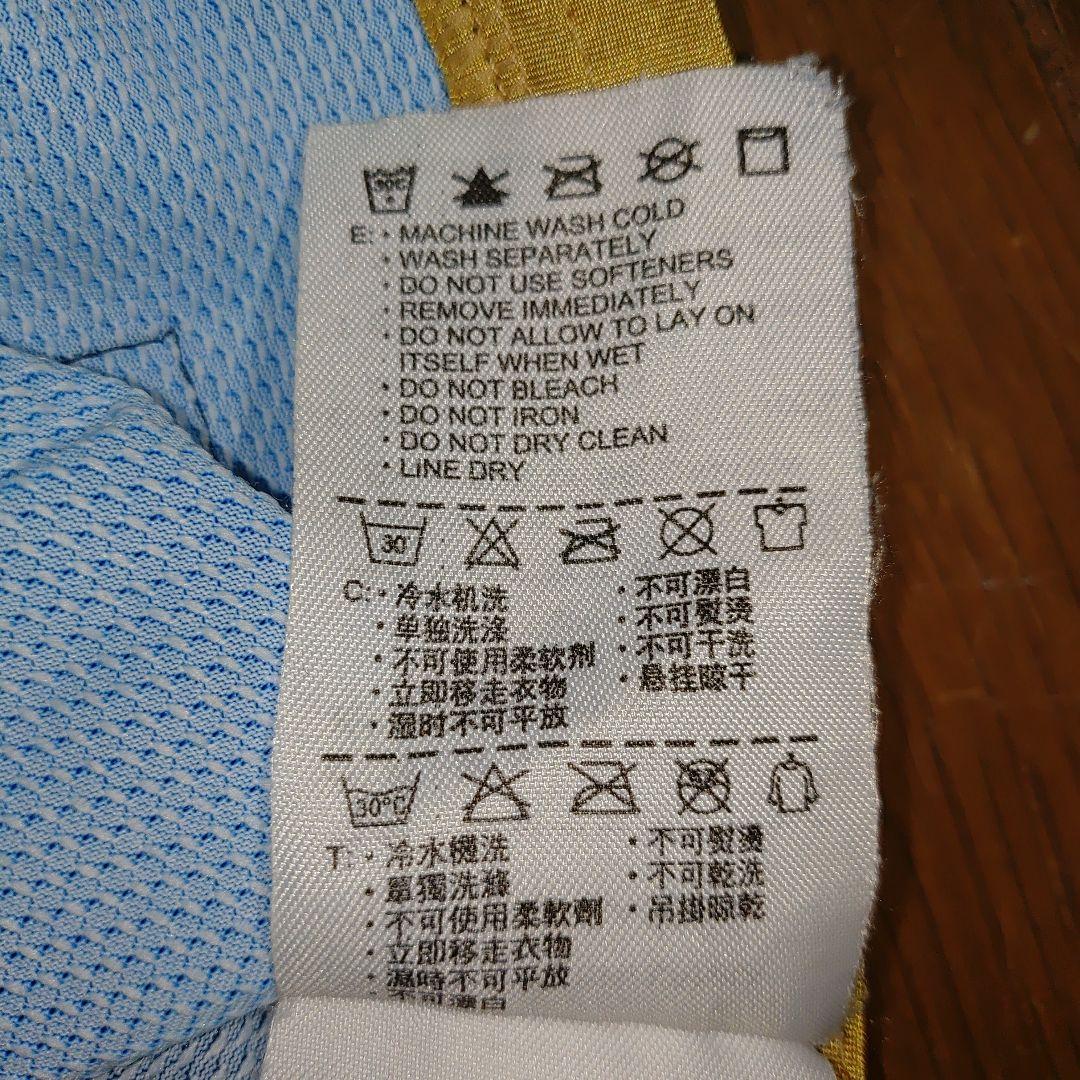 30C
E: • MACHINE WASH COLD
• WASH SEPARATELY
• DO NOT USE SOFTENERS
• REMOVE IMMEDIATELY
• DO NOT ALLOW TO LAY ON
ITSELF WHEN WET
• DO NOT BLEACH
• DO NOT IRON
• DO NOT DRY CLEAN
• LINE DRY
30
C: • 冷水机洗
• 单独洗涤
• 不可使用柔软劑
• 立即移走衣物
• 湿时不可平放
• 不可漂白
• 不可熨烫
• 不可干洗
• 悬挂晾干
30°C
T: • 冷水機洗
• 單獨洗滌
• 不可使用柔軟劑
• 立即移走衣物
• 濕時不可平放
• 不可漂白
• 不可熨燙
• 不可乾洗
• 吊掛晾乾